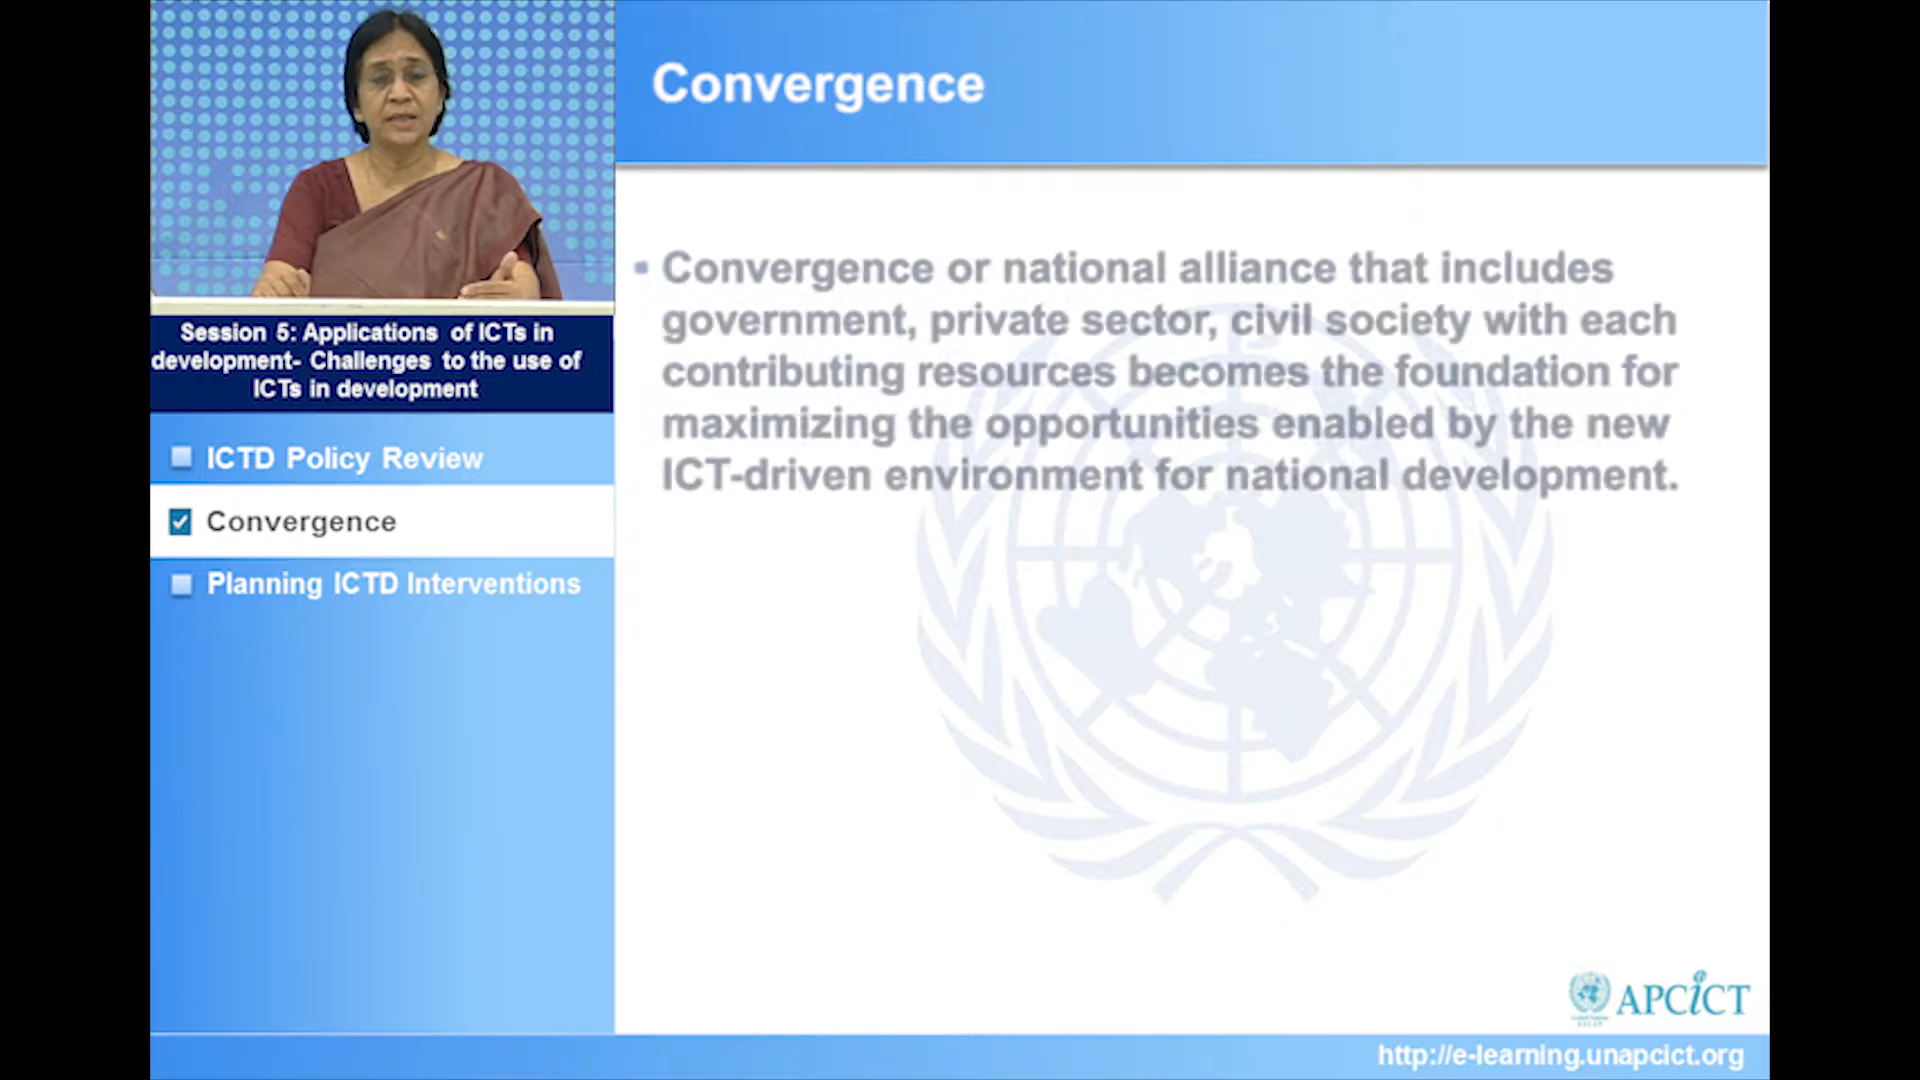 Convergence
Session 5: Applications of ICTs in
development- Challenges to the use of
ICTs in development
ICTD Policy Review
Convergence
Planning ICTD Interventions
▪ Convergence or national alliance that includes
government, private sector, civil society with each
contributing resources becomes the foundation for
maximizing the opportunities enabled by the new
ICT-driven environment for national development.
APCiCT
http://e-learning.unapcict.org